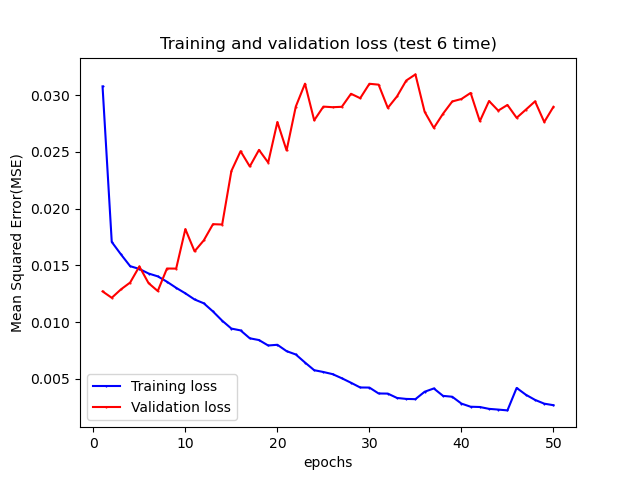 Training and validation loss (test 6 time)
Mean Squared Error(MSE)
0.030
0.025
0.020
0.015
0.010
0.005
Training loss
Validation loss
0
10
20
30
40
50
epochs